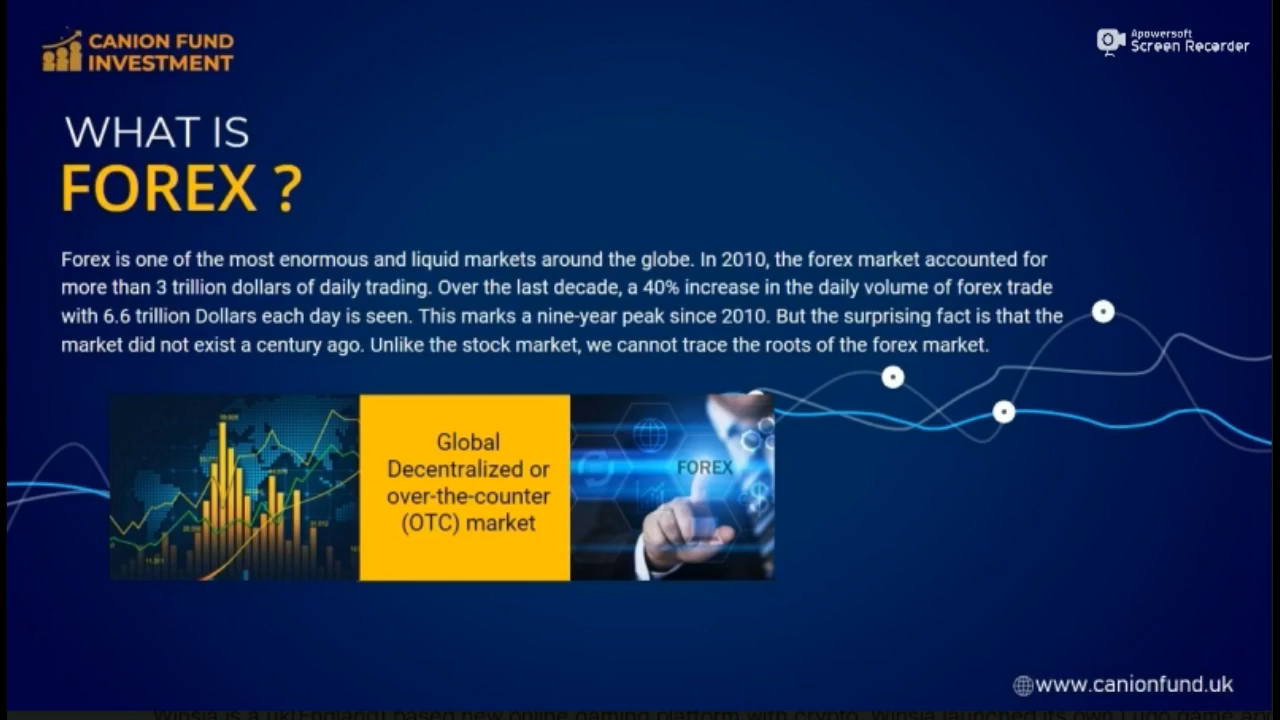 CANION FUND
INVESTMENT
Apowersoft
Screen Recorder
WHAT IS
FOREX ?
Forex is one of the most enormous and liquid markets around the globe. In 2010, the forex market accounted for
more than 3 trillion dollars of daily trading. Over the last decade, a 40% increase in the daily volume of forex trade
with 6.6 trillion Dollars each day is seen. This marks a nine-year peak since 2010. But the surprising fact is that the
market did not exist a century ago. Unlike the stock market, we cannot trace the roots of the forex market.
Global
Decentralized or
over-the-counter
(OTC) market
FOREX
www.canionfund.uk